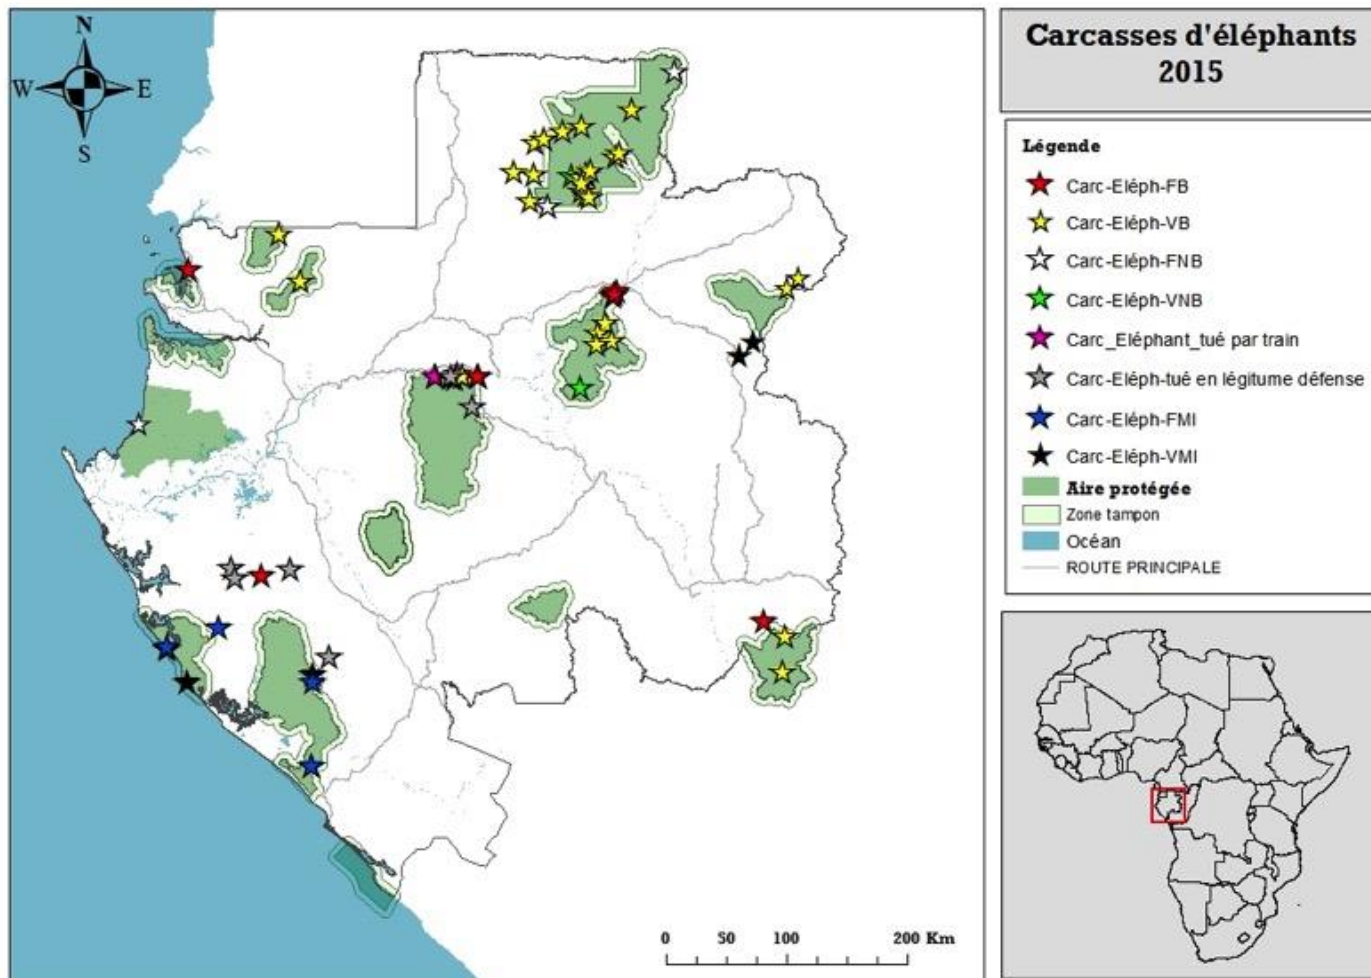 N
W
E
S
Carcasses d'éléphants
2015
Légende
Carc-Eléph-FB
Carc-Eléph-VB
Carc-Eléph-FNB
Carc-Eléph-VNB
Carc_Eléphant_tué par train
Carc-Eléph-tué en légitume défense
Carc-Eléph-FMI
Carc-Eléph-VMI
Aire protégée
Zone tampon
Océan
ROUTE PRINCIPALE
0 50 100 200 Km